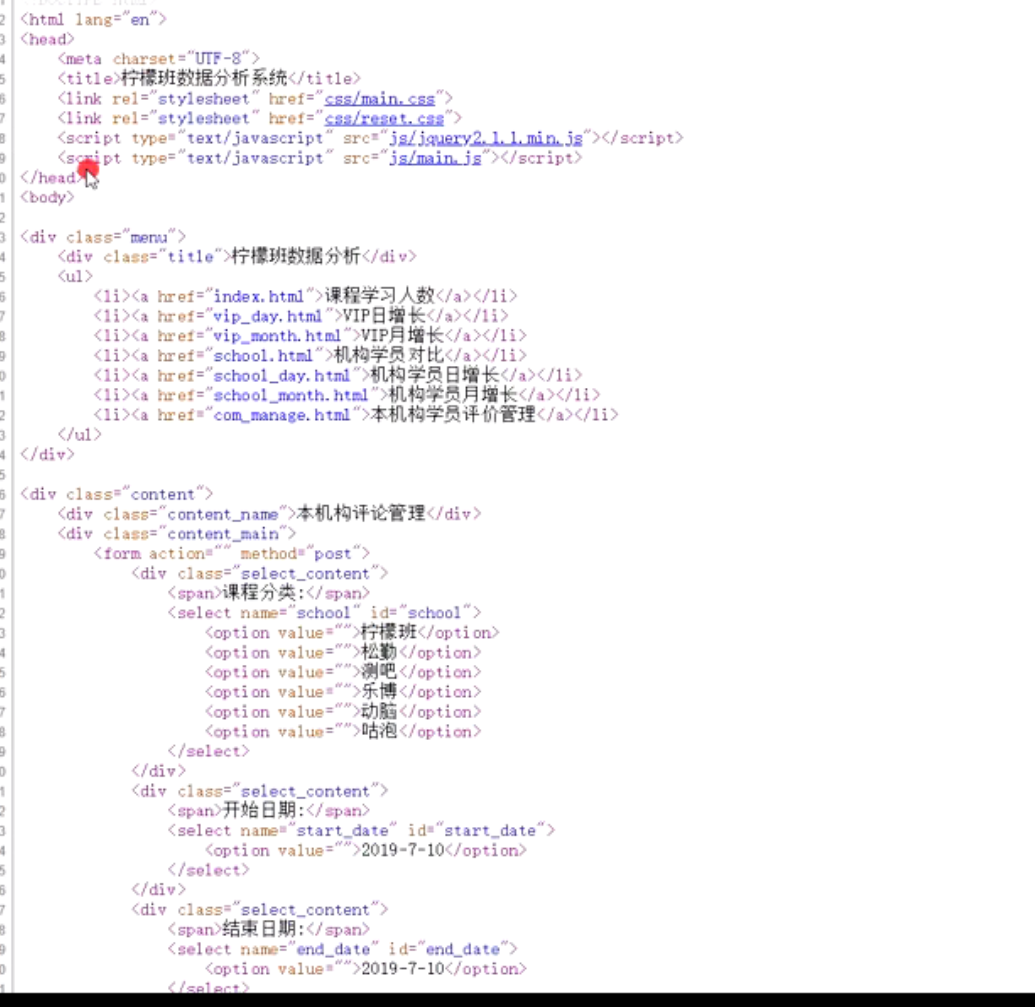 <html lang="en">
<head>
<meta charset="UTF-8">
<title>柠檬班数据分析系统</title>
<link rel="stylesheet" href="css/main.css">
<link rel="stylesheet" href="css/reset.css">
<script type="text/javascript" src="js/jquery2.1.1.min.js"></script>
<script type="text/javascript" src="js/main.js"></script>
</head>
<body>
<div class="menu">
<div class="title">柠檬班数据分析</div>
<ul>
<li><a href="index.html">课程学习人数</a></li>
<li><a href="vip_day.html">VIP日增长</a></li>
<li><a href="vip_month.html">VIP月增长</a></li>
<li><a href="school.html">机构学员对比</a></li>
<li><a href="school_day.html">机构学员日增长</a></li>
<li><a href="school_month.html">机构学员月增长</a></li>
<li><a href="com_manage.html">本机构学员评价管理</a></li>
</ul>
</div>
<div class="content">
<div class="content_name">本机构评论管理</div>
<div class="content_main">
<form action="" method="post">
<div class="select_content">
<span>课程分类:</span>
<select name="school" id="school">
<option value="">柠檬班</option>
<option value="">松勤</option>
<option value="">测吧</option>
<option value="">乐博</option>
<option value="">动脑</option>
<option value="">咕泡</option>
</select>
</div>
<div class="select_content">
<span>开始日期:</span>
<select name="start_date" id="start_date">
<option value="">2019-7-10</option>
</select>
</div>
<div class="select_content">
<span>结束日期:</span>
<select name="end_date" id="end_date">
<option value="">2019-7-10</option>
</select>